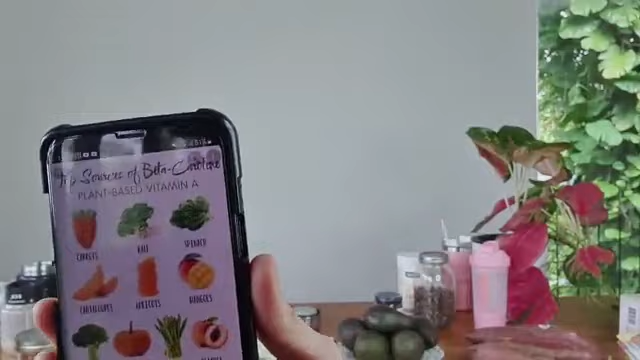 Top Sources of Beta-Carotene
PLANT-BASED VITAMIN A
CARROTS KALE SPINACH
CANTALOUPE APRICOTS MANGOES